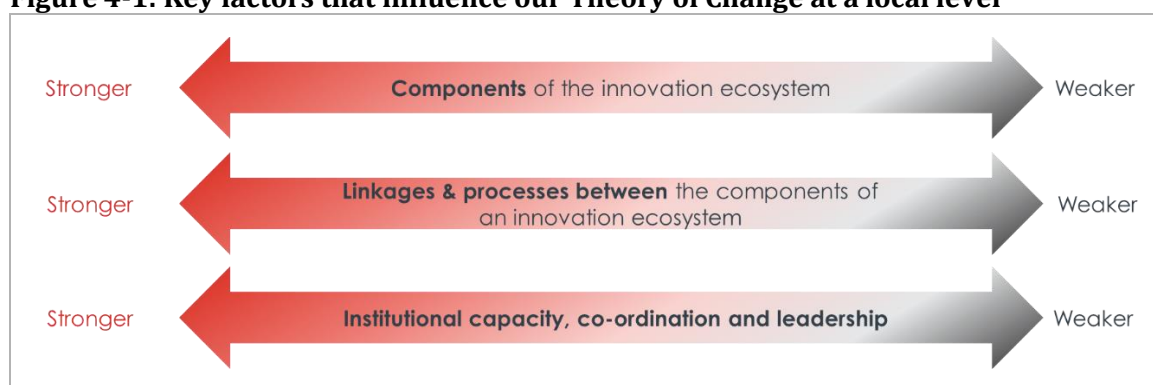 Figure 4-1: Key factors that influence our Theory of Change at a local level
Stronger
Components of the innovation ecosystem
Weaker
Stronger
Linkages & processes between the components of
an innovation ecosystem
Weaker
Stronger
Institutional capacity, co-ordination and leadership
Weaker